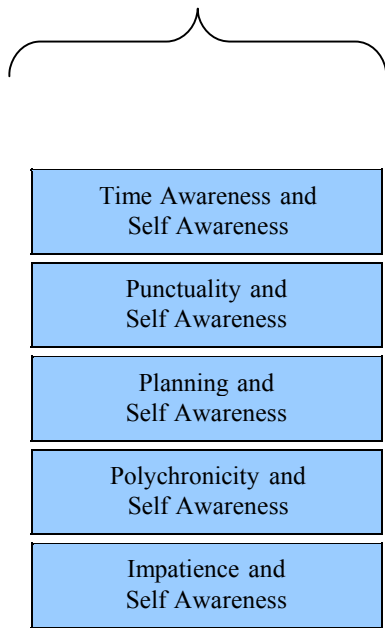 Time Awareness and
Self Awareness
Punctuality and
Self Awareness
Planning and
Self Awareness
Polychronicity and
Self Awareness
Impatience and
Self Awareness